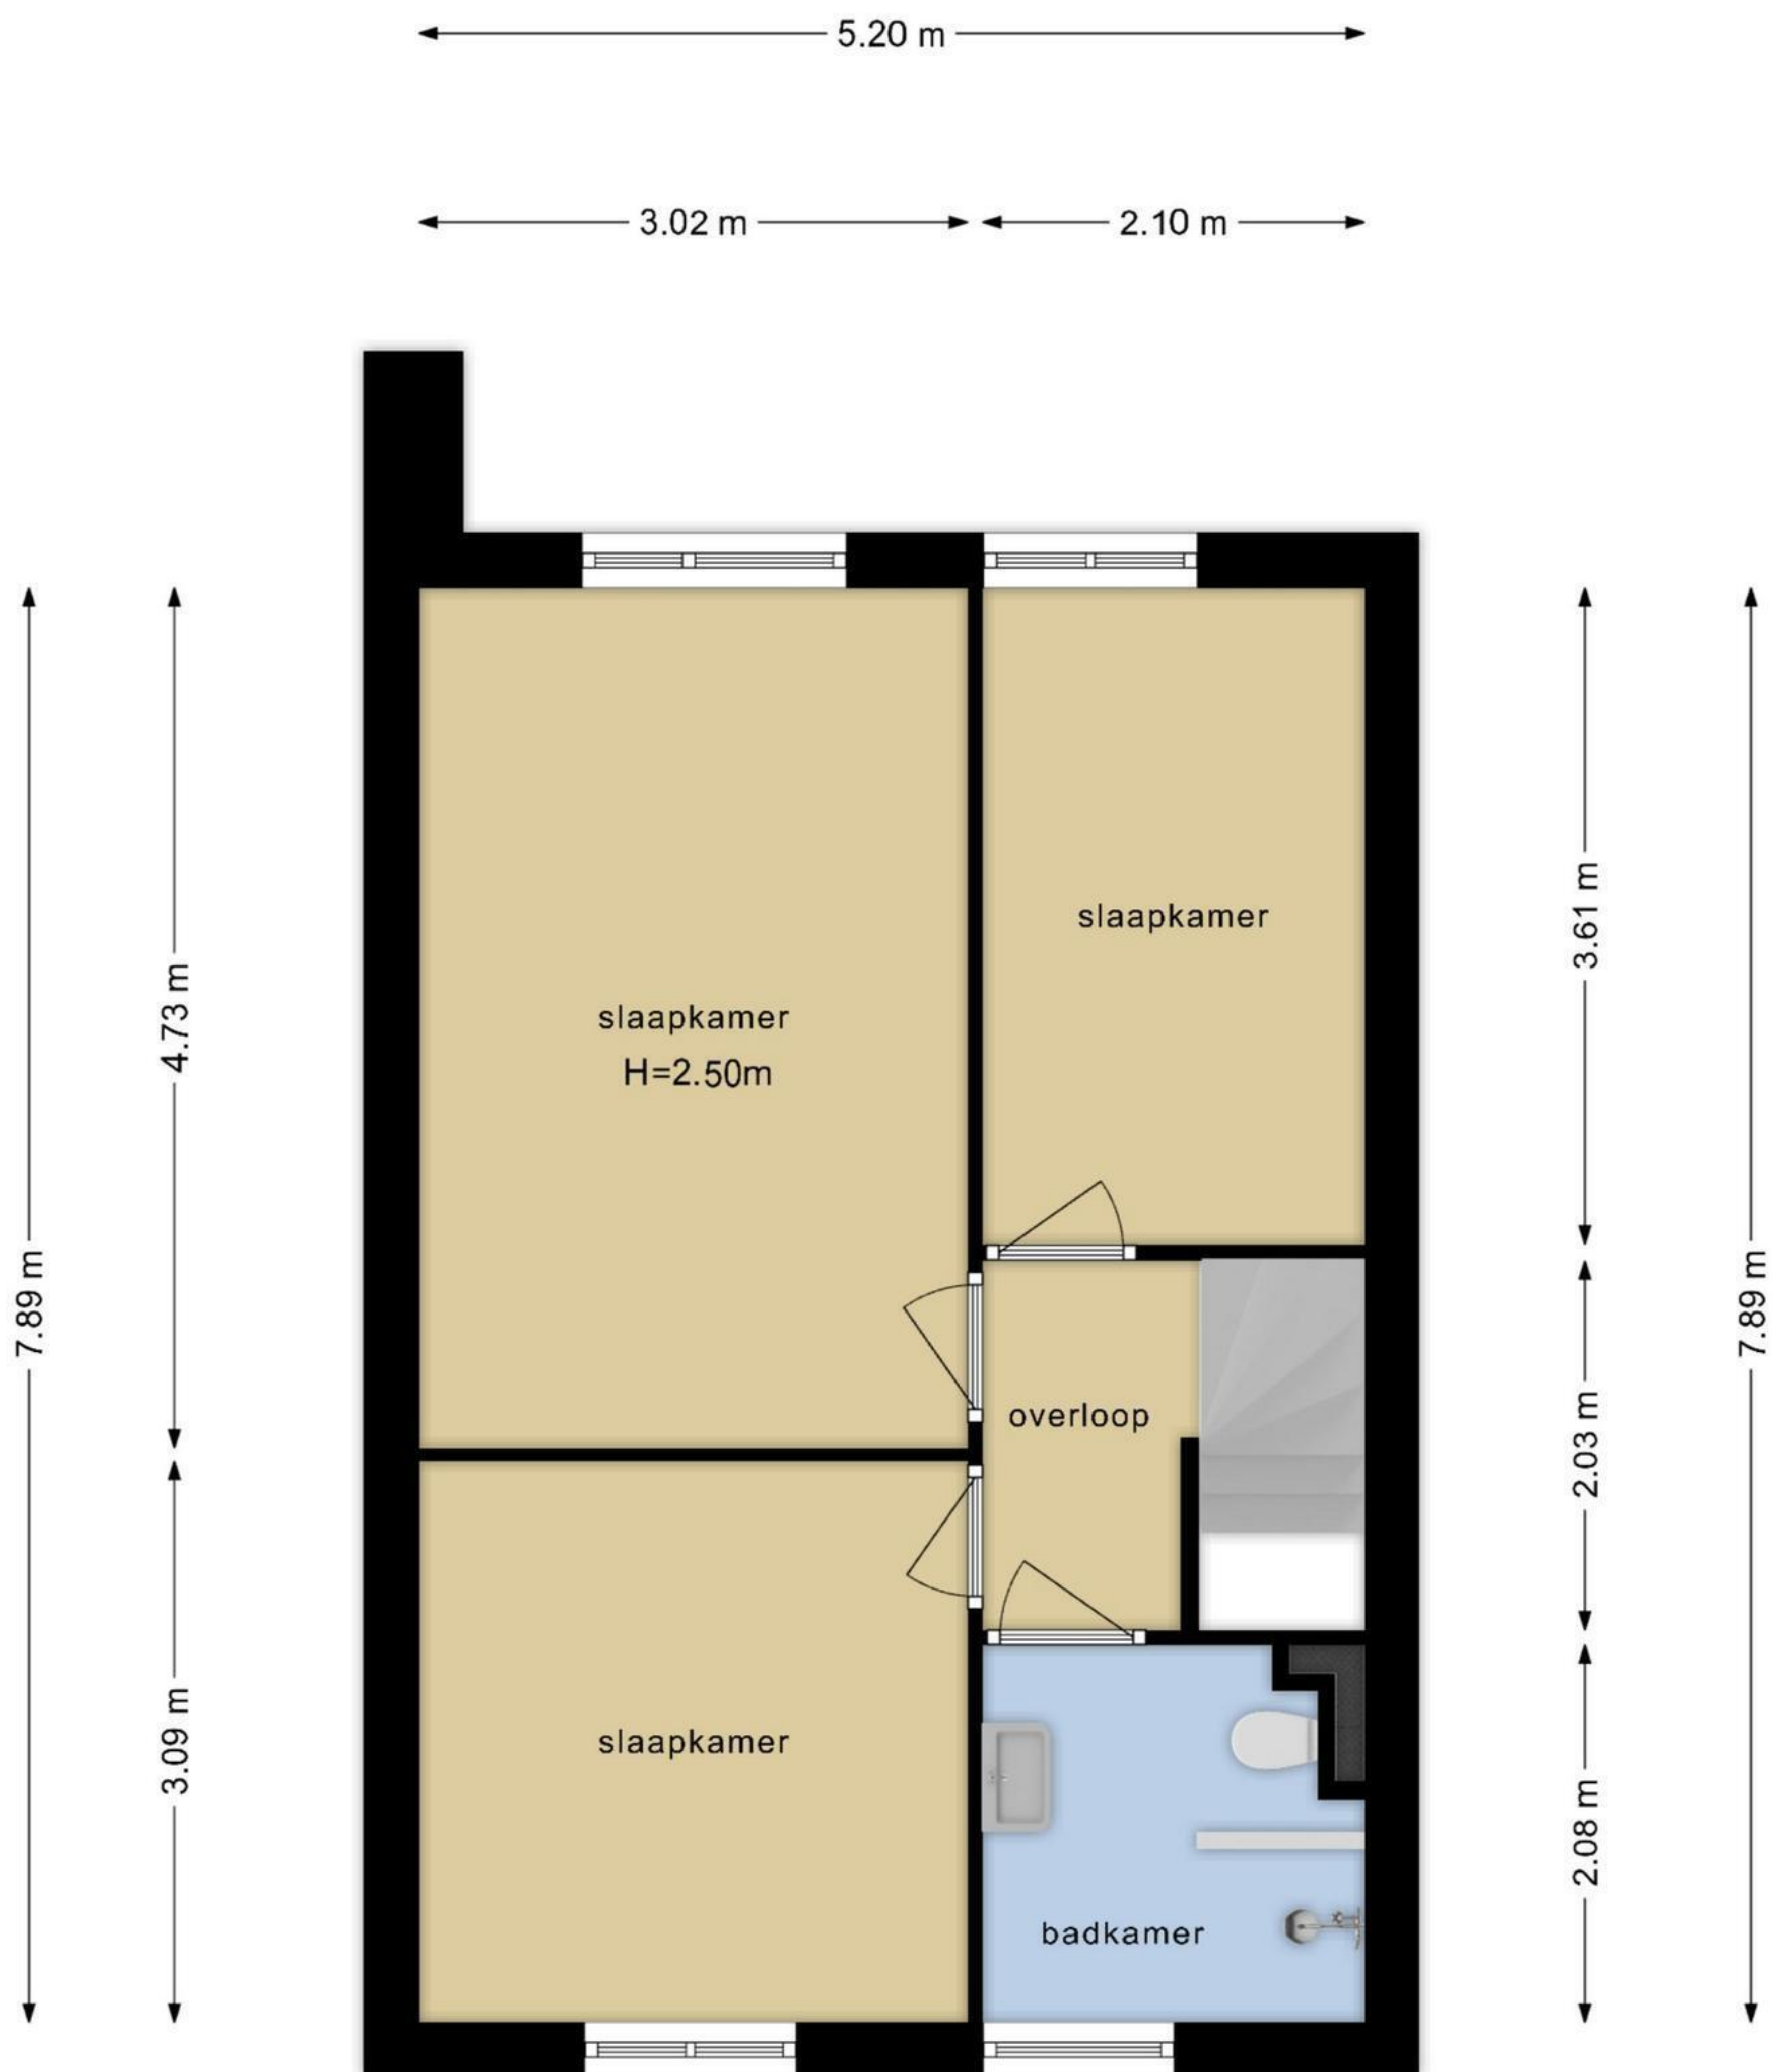 5.20 m
3.02 m
2.10 m
slaapkamer
3.61 m
4.73 m
slaapkamer
H=2.50m
7.89 m
7.89 m
overloop
2.03 m
3.09 m
slaapkamer
2.08 m
badkamer